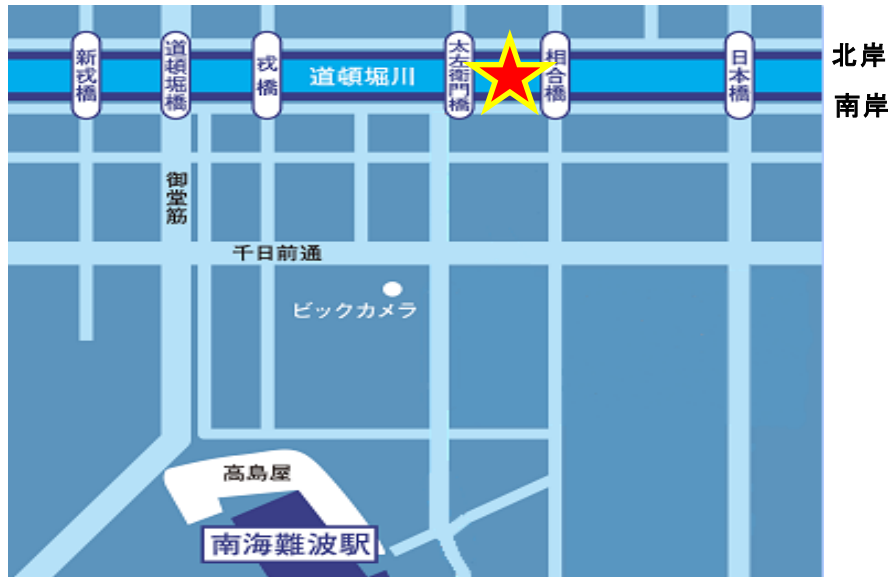 新戎橋
道頓堀橋
戎橋
道頓堀川
太左衛門橋
相合橋
日本橋
北岸
南岸
御堂筋
千日前通
ビックカメラ
高島屋
南海難波駅